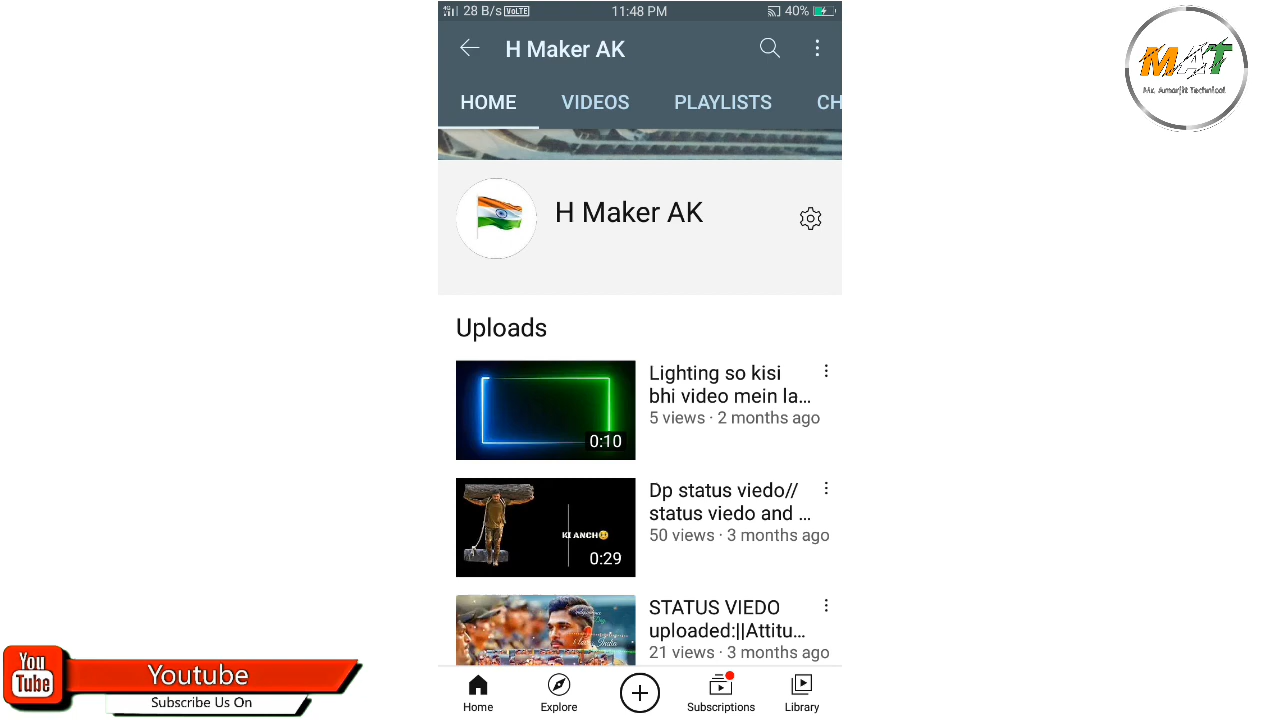 28 B/s VoLTE 11:48 PM 40%
H Maker AK
HOME VIDEOS PLAYLISTS CH
H Maker AK
Uploads
Lighting so kisi
bhi video mein la...
5 views · 2 months ago
0:10
Dp status viedo//
status viedo and ...
50 views · 3 months ago
KI ANCH
0:29
STATUS VIEDO
uploaded:||Attitu...
21 views · 3 months ago
Home Explore Subscriptions Library
MAT
Mr. Amarjit Technical
You
Tube
Youtube
Subscribe Us On